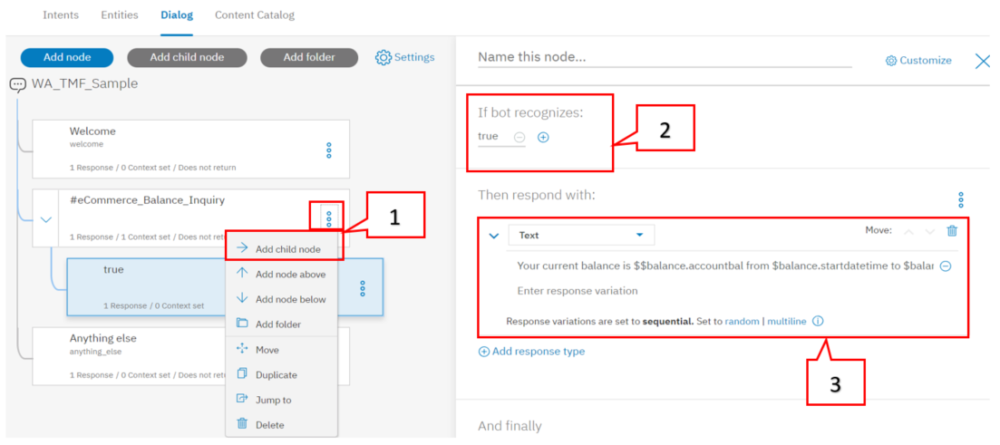 Intents Entities Dialog Content Catalog
Add node Add child node Add folder Settings
WA_TMF_Sample
Welcome
welcome
1 Response / 0 Context set / Does not return
#eCommerce_Balance_Inquiry
1 Response / 1 Context set / Does not re
1
Add child node
Add node above
Add node below
Add folder
Move
Duplicate
Jump to
Delete
true
1 Response / 0 Context set
Anything else
anything_else
1 Response / 0 Context set / Does not retu
Name this node...
Customize
If bot recognizes:
true
2
Then respond with:
Text
Move:
Your current balance is $$balance.accountbal from $balance.startdatetime to $balar
Enter response variation
Response variations are set to sequential. Set to random | multiline
Add response type
3
And finally